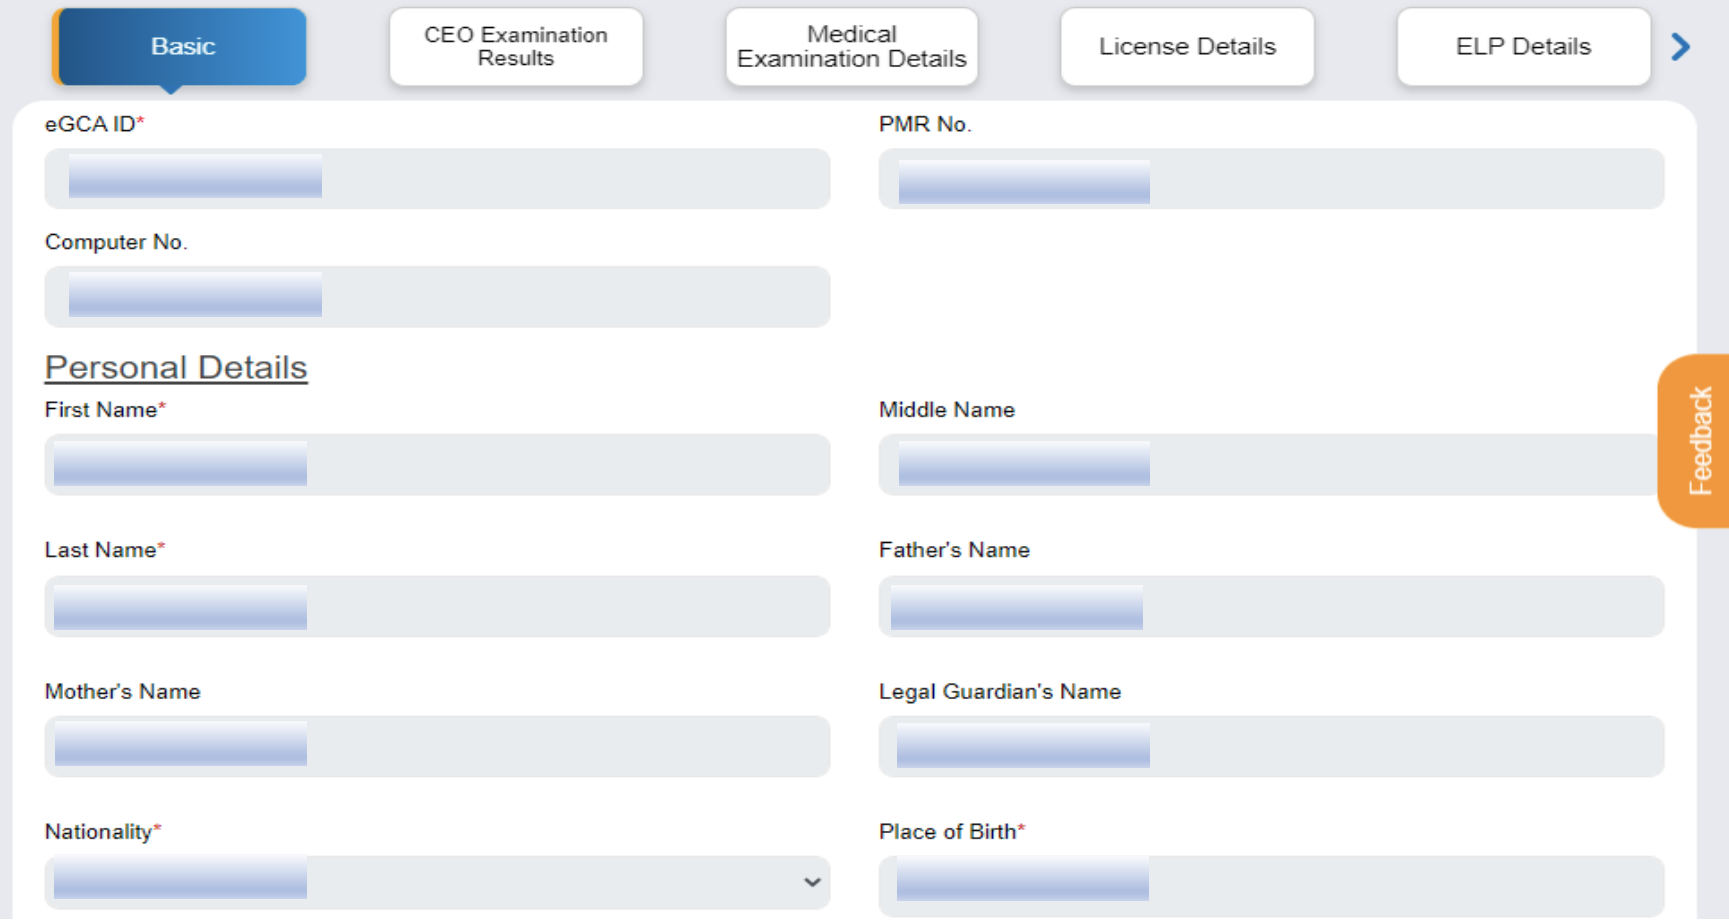 Basic
CEO Examination
Results
Medical
Examination Details
License Details
ELP Details
eGCA ID*
PMR No.
Computer No.
Personal Details
First Name*
Middle Name
Last Name*
Father's Name
Mother's Name
Legal Guardian's Name
Nationality*
Place of Birth*
Feedback